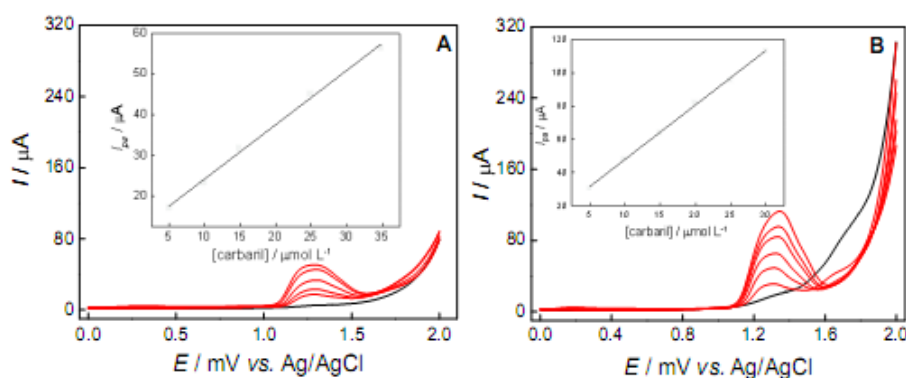 A
320
240
160
80
0
I / µA
0.0 0.5 1.0 1.5 2.0
E / mV vs. Ag/AgCl
60
50
40
30
20
I_pa / µA
5 10 15 20 25 30 35
[carbaril] / µmol L⁻¹
B
320
240
160
80
0
I / µA
0.0 0.4 0.8 1.2 1.6 2.0
E / mV vs. Ag/AgCl
120
100
80
60
40
20
I_pa / µA
5 10 15 20 25 30
[carbaril] / µmol L⁻¹